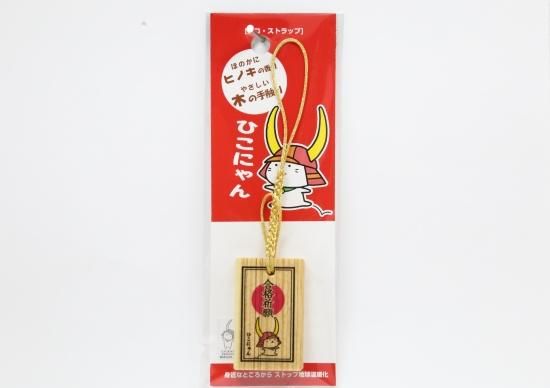 ストラップ]
ほのかに
ヒノキの香り
やさしい
木の手触り
ひこにゃん
合格祈願
ひこにゃん
身近なところから ストップ地球温暖化